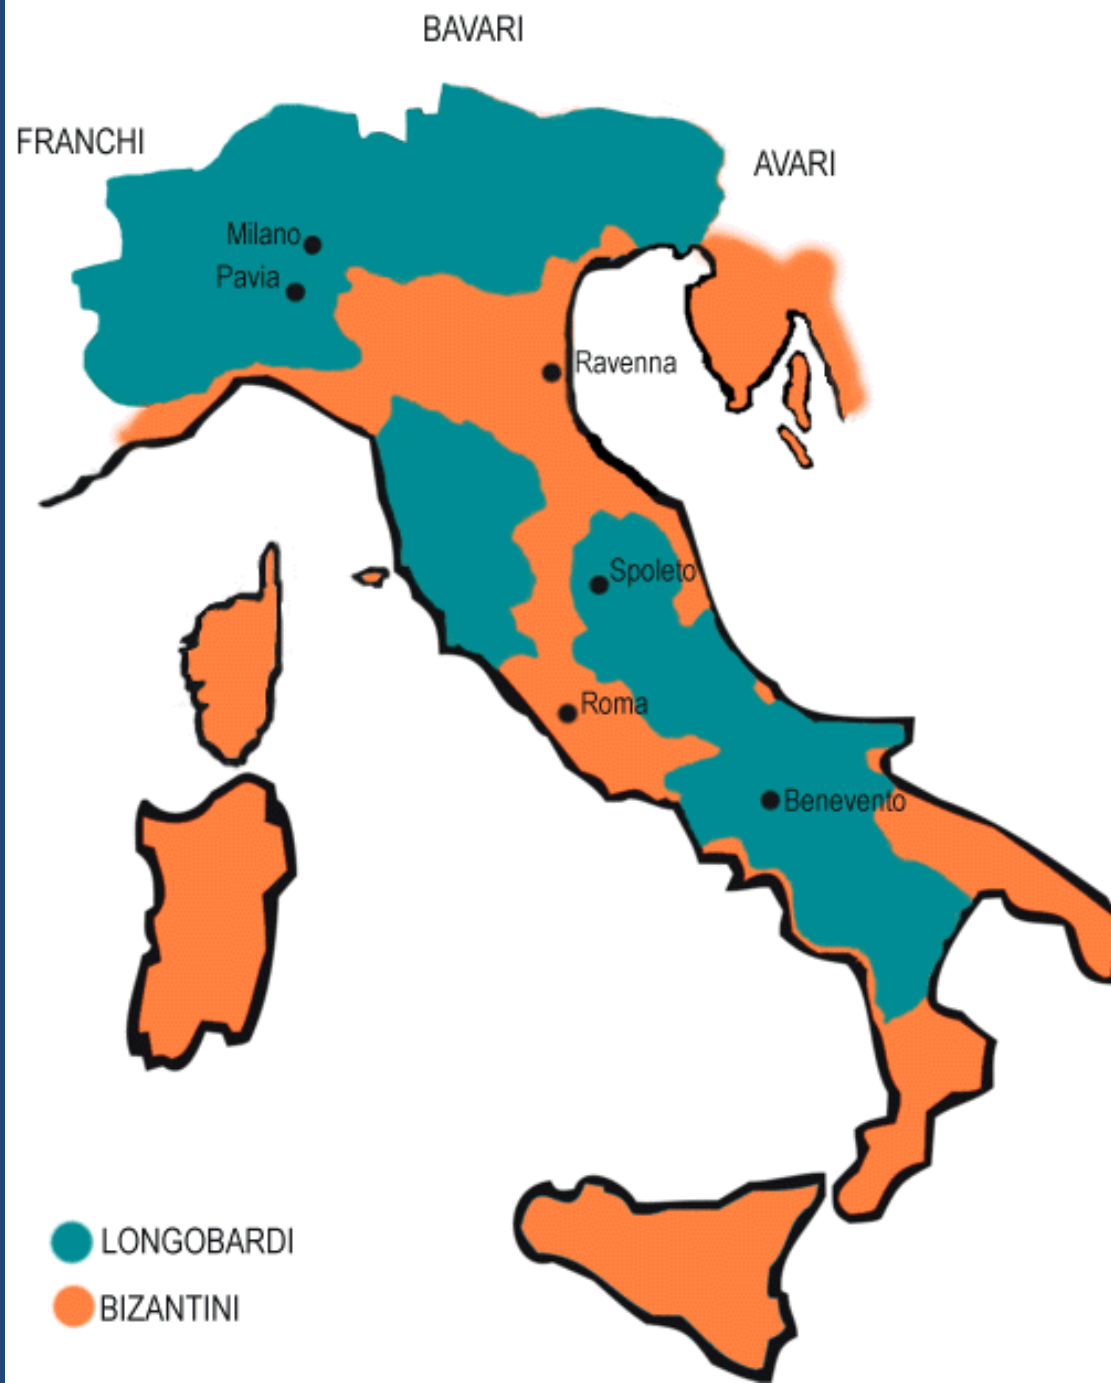 BAVARI
FRANCHI
AVARI
Milano
Pavia
Ravenna
Spoleto
Roma
Benevento
LONGOBARDI
BIZANTINI